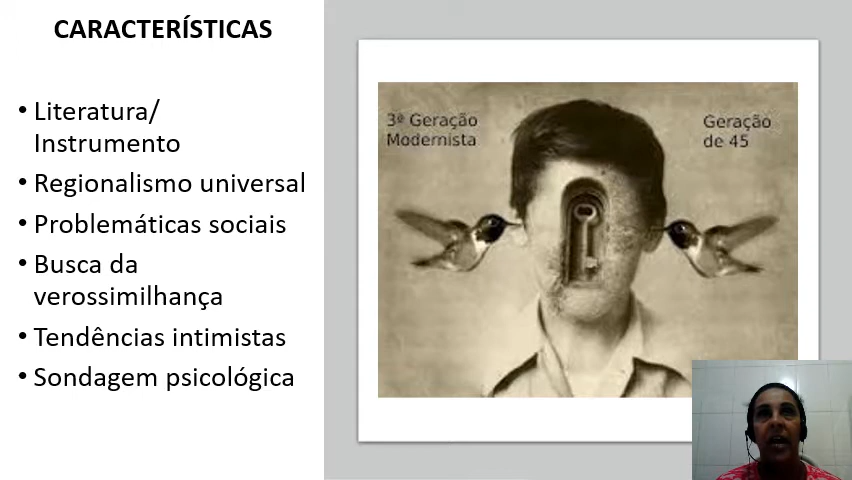 CARACTERÍSTICAS
• Literatura/
Instrumento
• Regionalismo universal
• Problemáticas sociais
• Busca da
verossimilhança
• Tendências intimistas
• Sondagem psicológica
3ª Geração
Modernista
Geração
de 45